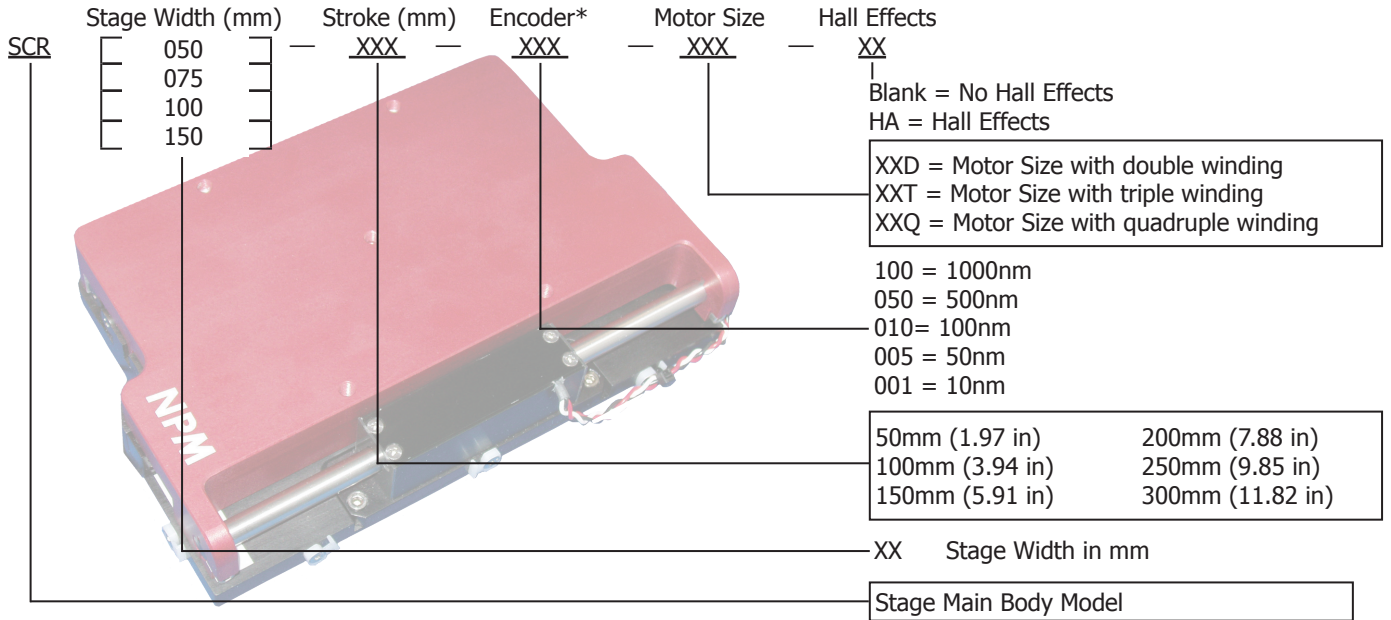 Stage Width (mm) Stroke (mm) Encoder* Motor Size Hall Effects
SCR 050 — XXX — XXX — XXX — XX
075
100
150
Blank = No Hall Effects
HA = Hall Effects
XXD = Motor Size with double winding
XXT = Motor Size with triple winding
XXQ = Motor Size with quadruple winding
100 = 1000nm
050 = 500nm
010= 100nm
005 = 50nm
001 = 10nm
50mm (1.97 in) 200mm (7.88 in)
100mm (3.94 in) 250mm (9.85 in)
150mm (5.91 in) 300mm (11.82 in)
NPM
XX Stage Width in mm
Stage Main Body Model